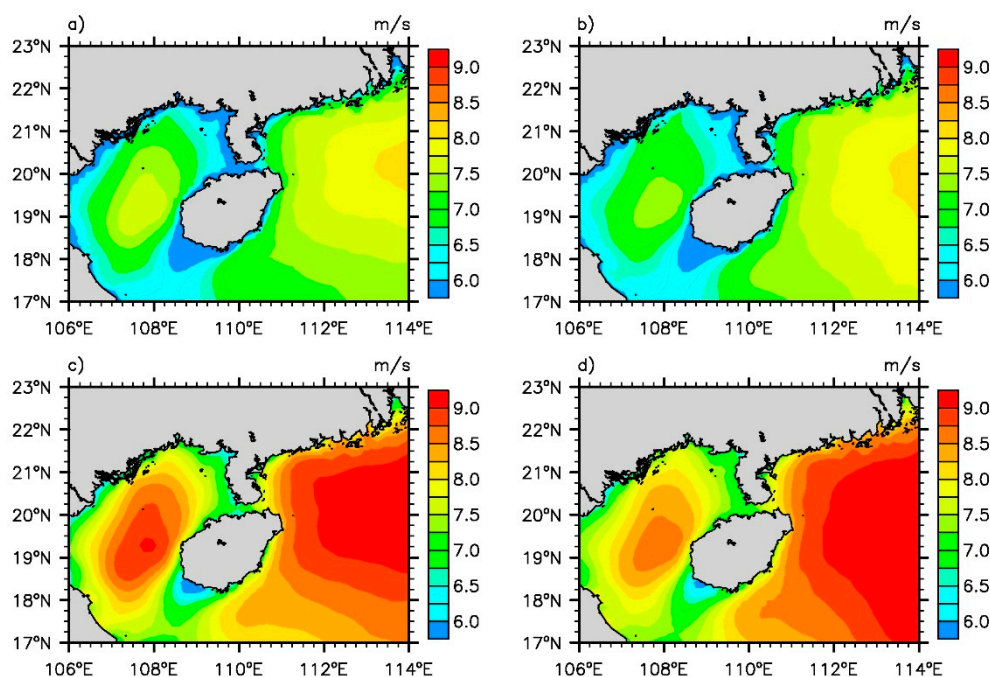 a) m/s b) m/s
23°N 23°N
22°N 9.0 22°N 9.0
8.5 8.5
21°N 21°N
8.0 8.0
20°N 7.5 20°N 7.5
19°N 7.0 19°N 7.0
6.5 6.5
18°N 18°N
6.0 6.0
17°N 17°N
106°E 108°E 110°E 112°E 114°E 106°E 108°E 110°E 112°E 114°E
c) m/s d) m/s
23°N 23°N
22°N 9.0 22°N 9.0
8.5 8.5
21°N 21°N
8.0 8.0
20°N 7.5 20°N 7.5
19°N 7.0 19°N 7.0
6.5 6.5
18°N 18°N
6.0 6.0
17°N 17°N
106°E 108°E 110°E 112°E 114°E 106°E 108°E 110°E 112°E 114°E